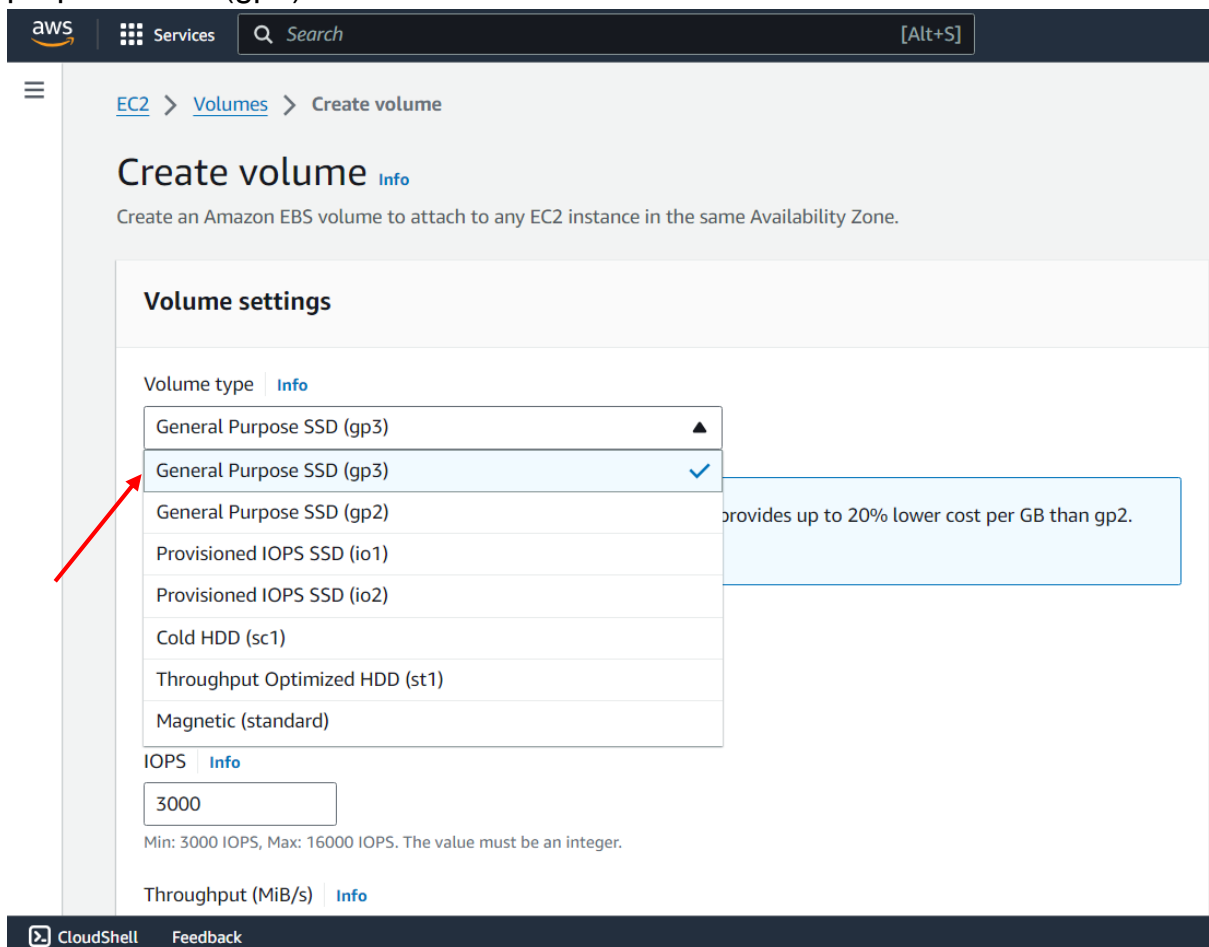 aws Services Search [Alt+S]
EC2 > Volumes > Create volume
Create volume Info
Create an Amazon EBS volume to attach to any EC2 instance in the same Availability Zone.
Volume settings
Volume type Info
General Purpose SSD (gp3)
General Purpose SSD (gp3)
General Purpose SSD (gp2)
provides up to 20% lower cost per GB than gp2.
Provisioned IOPS SSD (io1)
Provisioned IOPS SSD (io2)
Cold HDD (sc1)
Throughput Optimized HDD (st1)
Magnetic (standard)
IOPS Info
3000
Min: 3000 IOPS, Max: 16000 IOPS. The value must be an integer.
Throughput (MiB/s) Info
CloudShell Feedback